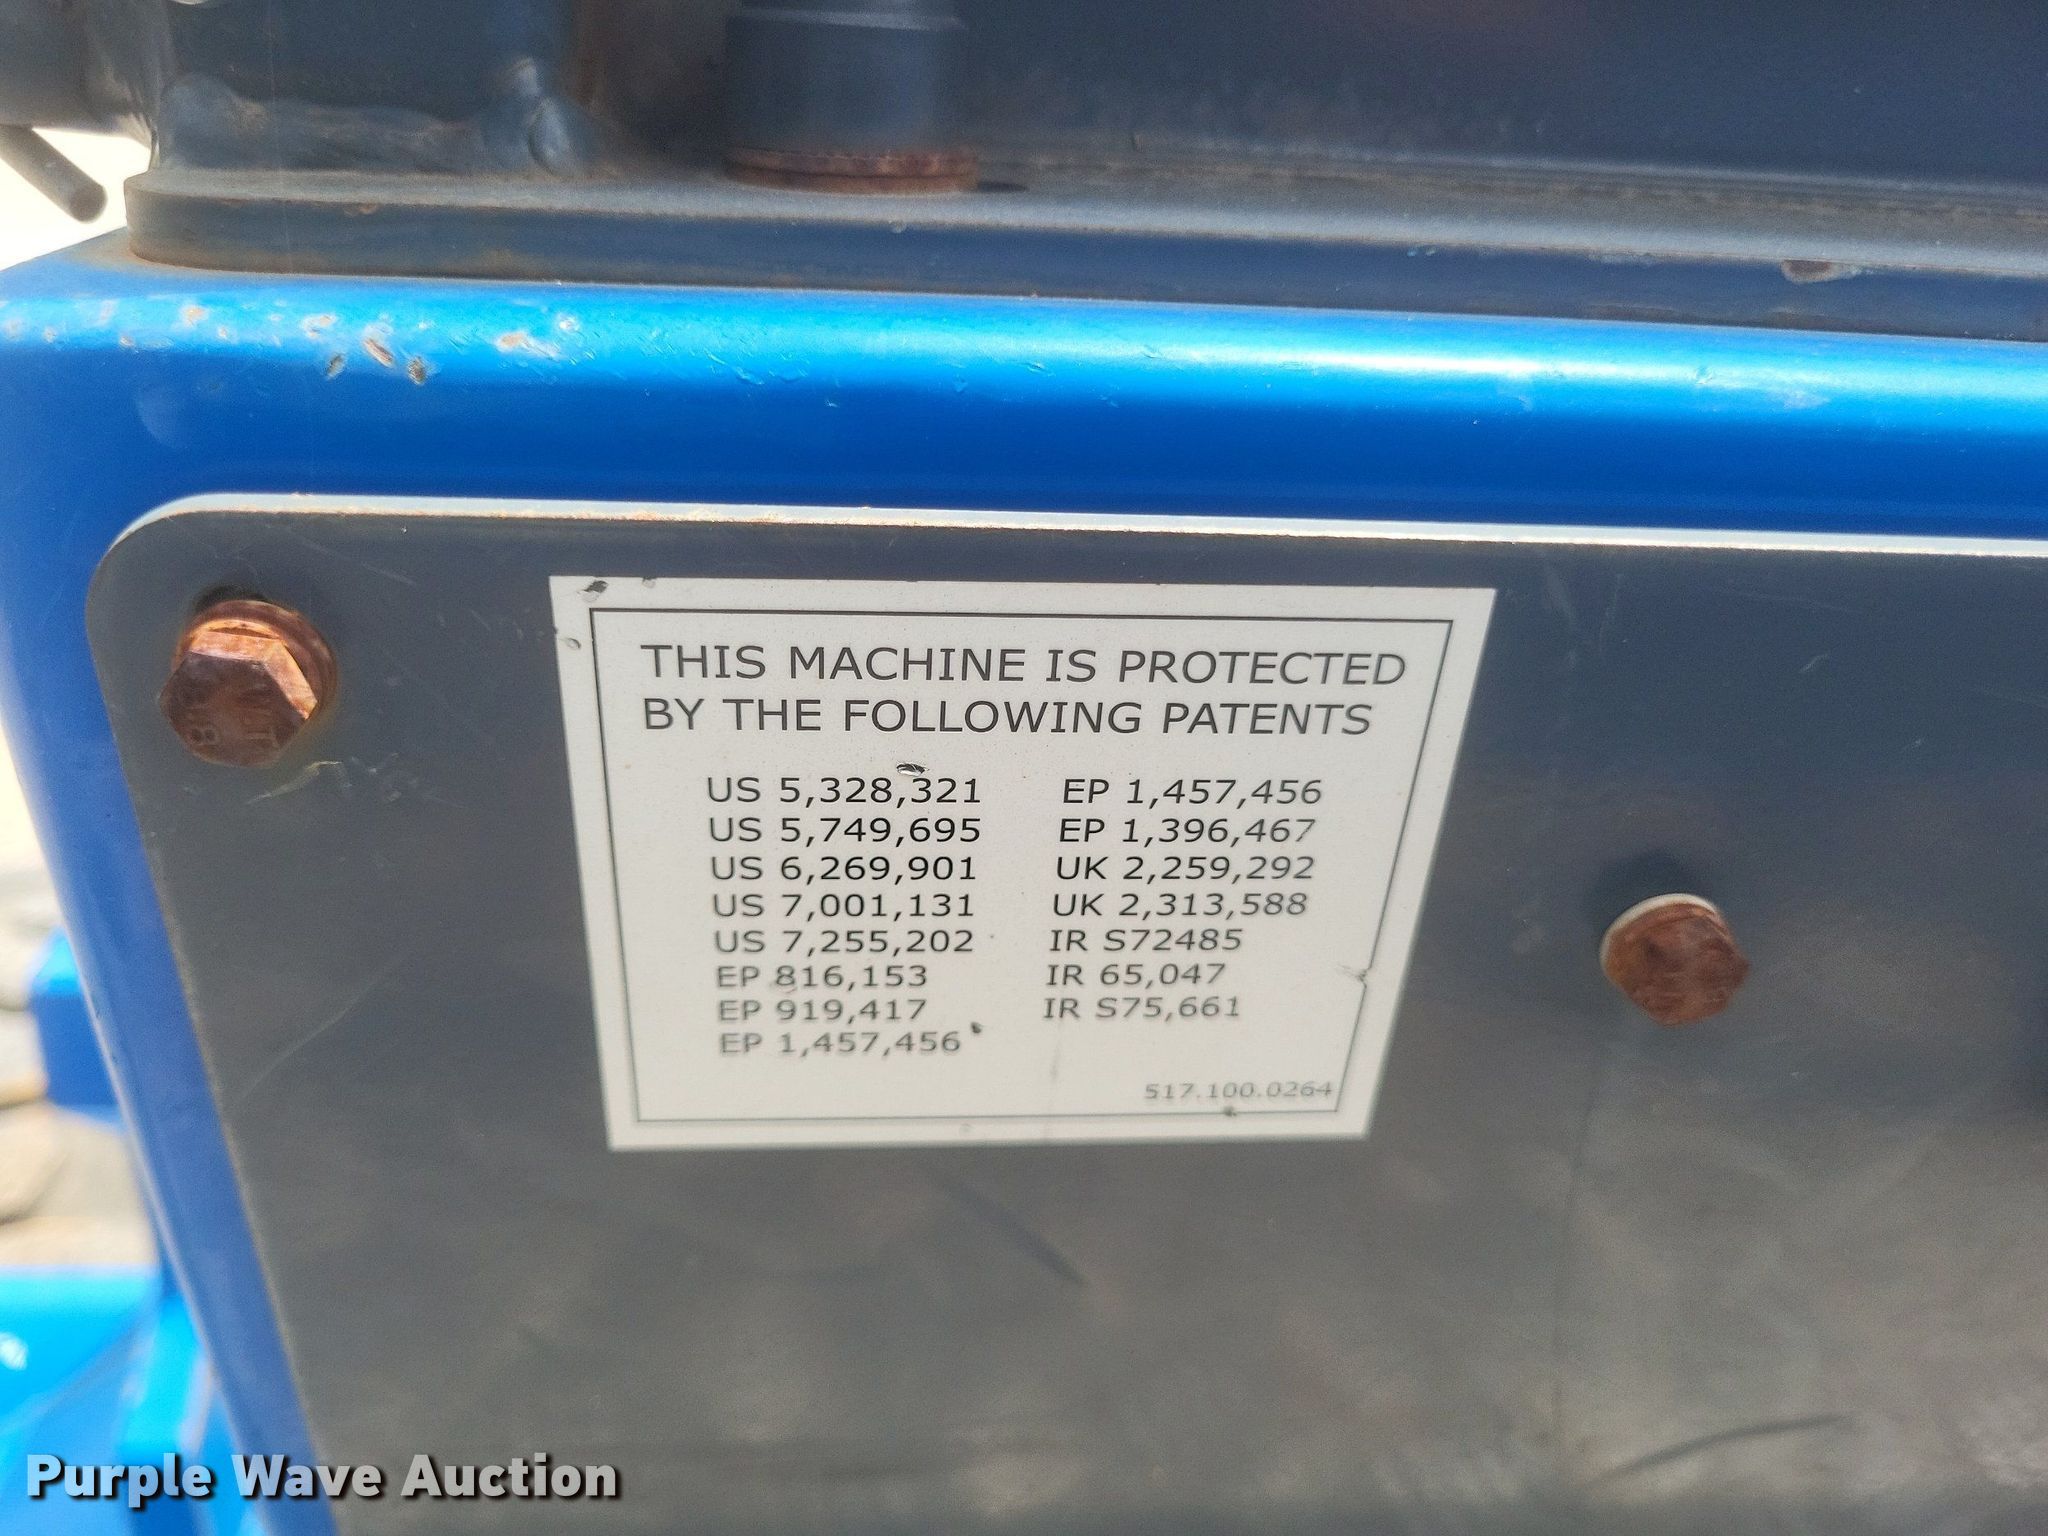 THIS MACHINE IS PROTECTED
BY THE FOLLOWING PATENTS
US 5,328,321
US 5,749,695
US 6,269,901
US 7,001,131
US 7,255,202
EP 816,153
EP 919,417
EP 1,457,456
EP 1,457,456
EP 1,396,467
UK 2,259,292
UK 2,313,588
IR S72485
IR 65,047
IR S75,661
517.100.0264
Purple Wave Auction